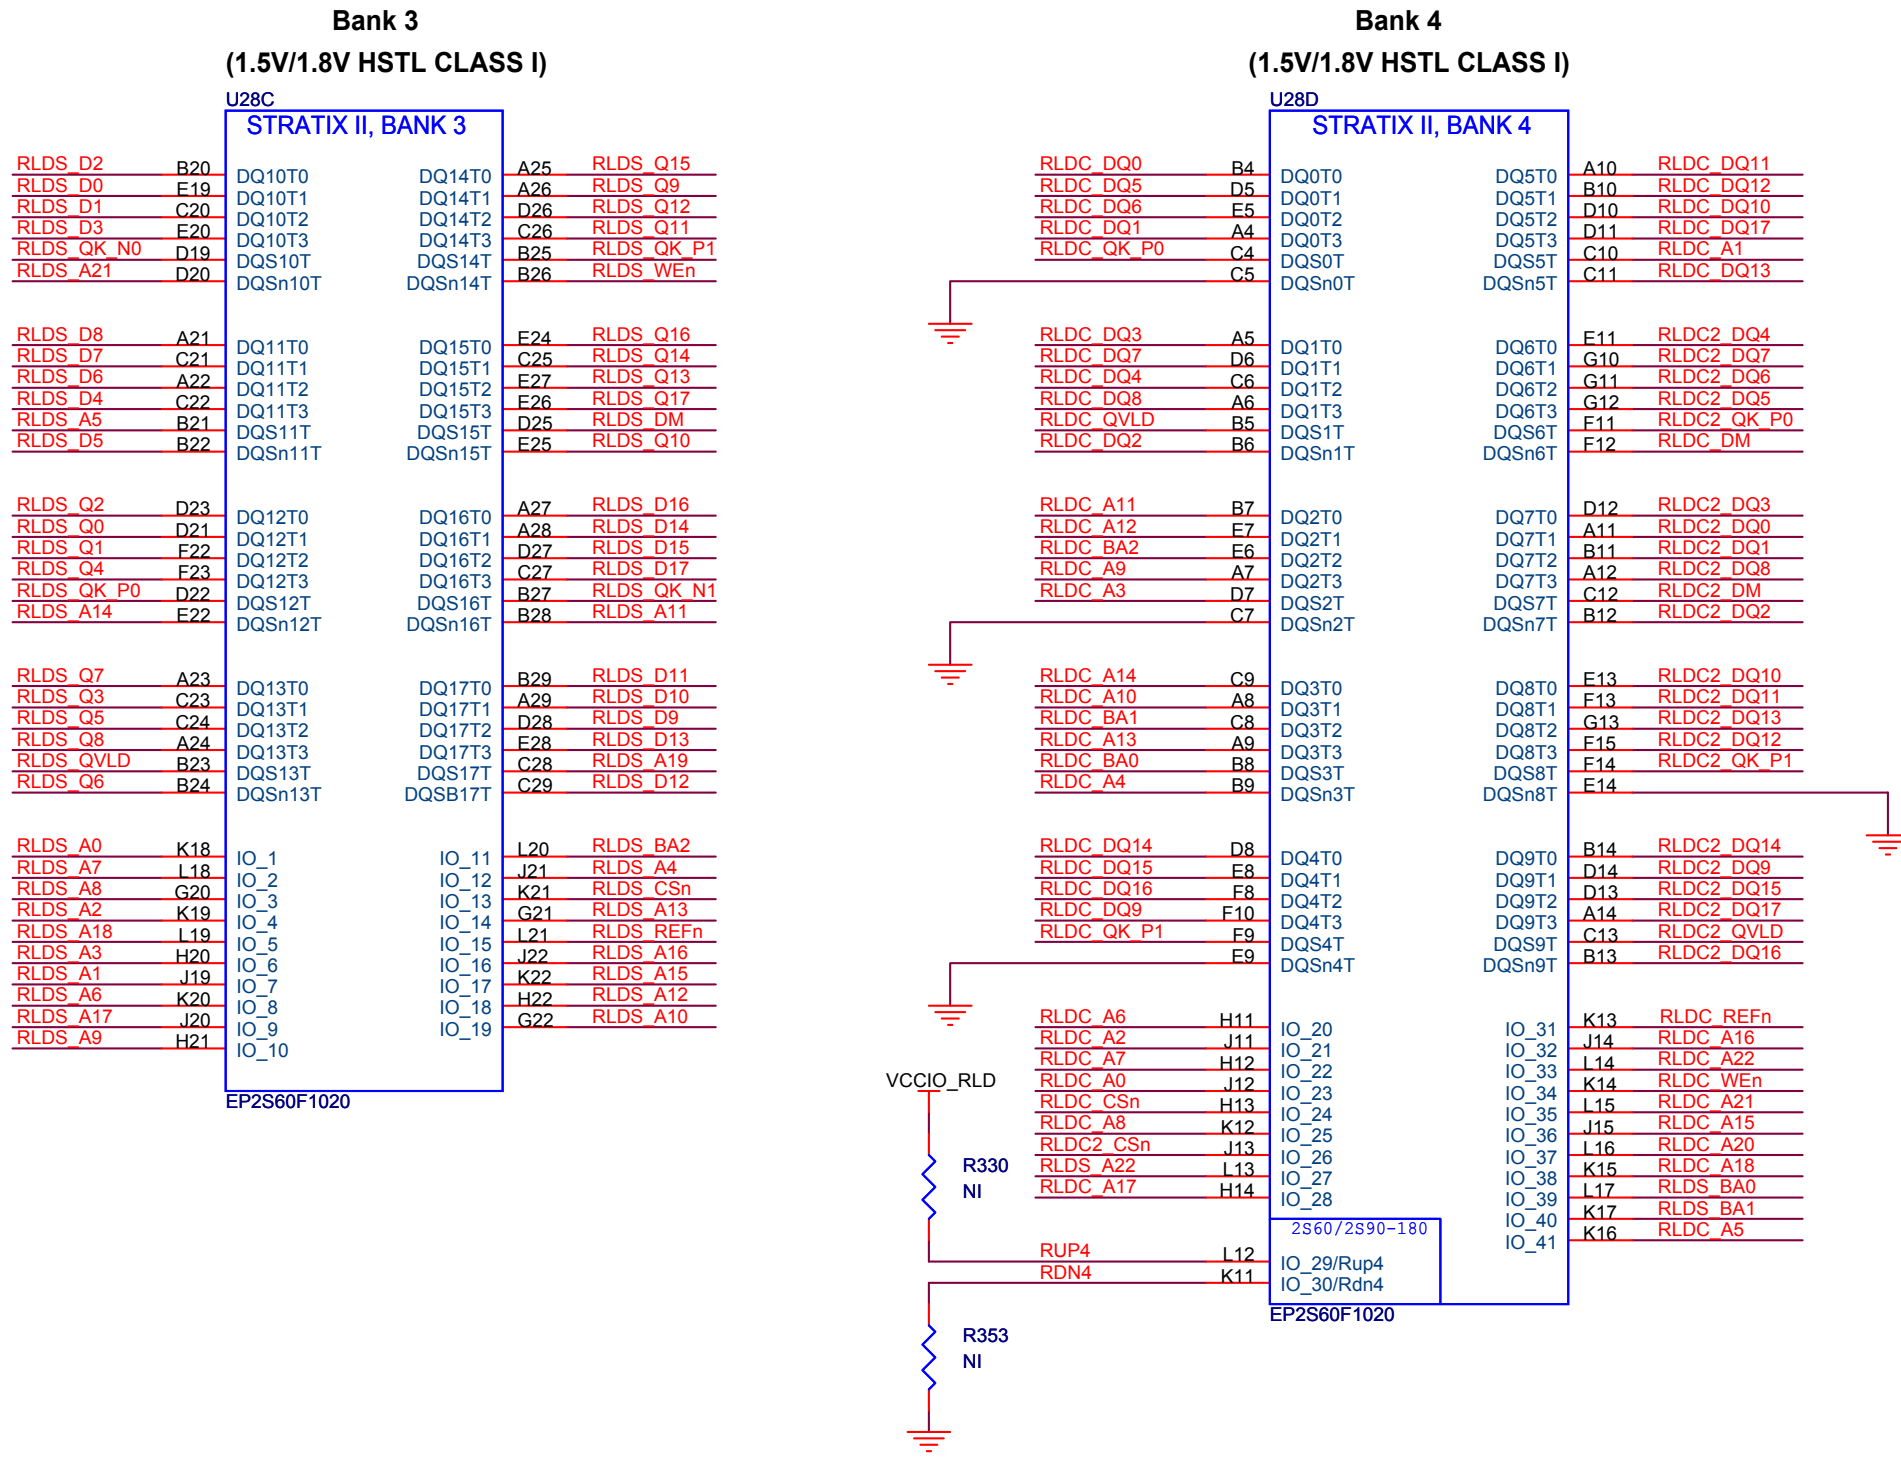 Bank 3
(1.5V/1.8V HSTL CLASS I)
U28C
STRATIX II, BANK 3
RLDS_D2 B20 DQ10T0 DQ14T0 A25 RLDS_Q15
RLDS_D0 E19 DQ10T1 DQ14T1 A26 RLDS_Q9
RLDS_D1 C20 DQ10T2 DQ14T2 D26 RLDS_Q12
RLDS_D3 E20 DQ10T3 DQ14T3 C26 RLDS_Q11
RLDS_QK_N0 D19 DQS10T DQS14T B25 RLDS_QK_P1
RLDS_A21 D20 DQSn10T DQSn14T B26 RLDS_WEn
RLDS_D8 A21 DQ11T0 DQ15T0 E24 RLDS_Q16
RLDS_D7 C21 DQ11T1 DQ15T1 C25 RLDS_Q14
RLDS_D6 A22 DQ11T2 DQ15T2 E27 RLDS_Q13
RLDS_D4 C22 DQ11T3 DQ15T3 E26 RLDS_Q17
RLDS_A5 B21 DQS11T DQS15T D25 RLDS_DM
RLDS_D5 B22 DQSn11T DQSn15T E25 RLDS_Q10
RLDS_Q2 D23 DQ12T0 DQ16T0 A27 RLDS_D16
RLDS_Q0 D21 DQ12T1 DQ16T1 A28 RLDS_D14
RLDS_Q1 F22 DQ12T2 DQ16T2 D27 RLDS_D15
RLDS_Q4 F23 DQ12T3 DQ16T3 C27 RLDS_D17
RLDS_QK_P0 D22 DQS12T DQS16T B27 RLDS_QK_N1
RLDS_A14 E22 DQSn12T DQSn16T B28 RLDS_A11
RLDS_Q7 A23 DQ13T0 DQ17T0 B29 RLDS_D11
RLDS_Q3 C23 DQ13T1 DQ17T1 A29 RLDS_D10
RLDS_Q5 C24 DQ13T2 DQ17T2 D28 RLDS_D9
RLDS_Q8 A24 DQ13T3 DQ17T3 E28 RLDS_D13
RLDS_QVLD B23 DQS13T DQS17T C28 RLDS_A19
RLDS_Q6 B24 DQSn13T DQSB17T C29 RLDS_D12
RLDS_A0 K18 IO_1 IO_11 L20 RLDS_BA2
RLDS_A7 L18 IO_2 IO_12 J21 RLDS_A4
RLDS_A8 G20 IO_3 IO_13 K21 RLDS_CSn
RLDS_A2 K19 IO_4 IO_14 G21 RLDS_A13
RLDS_A18 L19 IO_5 IO_15 L21 RLDS_REFn
RLDS_A3 H20 IO_6 IO_16 J22 RLDS_A16
RLDS_A1 J19 IO_7 IO_17 K22 RLDS_A15
RLDS_A6 K20 IO_8 IO_18 H22 RLDS_A12
RLDS_A17 J20 IO_9 IO_19 G22 RLDS_A10
RLDS_A9 H21 IO_10
EP2S60F1020
Bank 4
(1.5V/1.8V HSTL CLASS I)
U28D
STRATIX II, BANK 4
RLDC_DQ0 B4 DQ0T0 DQ5T0 A10 RLDC_DQ11
RLDC_DQ5 D5 DQ0T1 DQ5T1 B10 RLDC_DQ12
RLDC_DQ6 E5 DQ0T2 DQ5T2 D10 RLDC_DQ10
RLDC_DQ1 A4 DQ0T3 DQ5T3 D11 RLDC_DQ17
RLDC_QK_P0 C4 DQS0T DQS5T C10 RLDC_A1
C5 DQSn0T DQSn5T C11 RLDC_DQ13
RLDC_DQ3 A5 DQ1T0 DQ6T0 E11 RLDC2_DQ4
RLDC_DQ7 D6 DQ1T1 DQ6T1 G10 RLDC2_DQ7
RLDC_DQ4 C6 DQ1T2 DQ6T2 G11 RLDC2_DQ6
RLDC_DQ8 A6 DQ1T3 DQ6T3 G12 RLDC2_DQ5
RLDC_QVLD B5 DQS1T DQS6T F11 RLDC2_QK_P0
RLDC_DQ2 B6 DQSn1T DQSn6T F12 RLDC_DM
RLDC_A11 B7 DQ2T0 DQ7T0 D12 RLDC2_DQ3
RLDC_A12 E7 DQ2T1 DQ7T1 A11 RLDC2_DQ0
RLDC_BA2 E6 DQ2T2 DQ7T2 B11 RLDC2_DQ1
RLDC_A9 A7 DQ2T3 DQ7T3 A12 RLDC2_DQ8
RLDC_A3 D7 DQS2T DQS7T C12 RLDC2_DM
C7 DQSn2T DQSn7T B12 RLDC2_DQ2
RLDC_A14 C9 DQ3T0 DQ8T0 E13 RLDC2_DQ10
RLDC_A10 A8 DQ3T1 DQ8T1 F13 RLDC2_DQ11
RLDC_BA1 C8 DQ3T2 DQ8T2 G13 RLDC2_DQ13
RLDC_A13 A9 DQ3T3 DQ8T3 F15 RLDC2_DQ12
RLDC_BA0 B8 DQS3T DQS8T F14 RLDC2_QK_P1
RLDC_A4 B9 DQSn3T DQSn8T E14
RLDC_DQ14 D8 DQ4T0 DQ9T0 B14 RLDC2_DQ14
RLDC_DQ15 E8 DQ4T1 DQ9T1 D14 RLDC2_DQ9
RLDC_DQ16 F8 DQ4T2 DQ9T2 D13 RLDC2_DQ15
RLDC_DQ9 F10 DQ4T3 DQ9T3 A14 RLDC2_DQ17
RLDC_QK_P1 F9 DQS4T DQS9T C13 RLDC2_QVLD
E9 DQSn4T DQSn9T B13 RLDC2_DQ16
RLDC_A6 H11 IO_20 IO_31 K13 RLDC_REFn
RLDC_A2 J11 IO_21 IO_32 J14 RLDC_A16
RLDC_A7 H12 IO_22 IO_33 L14 RLDC_A22
RLDC_A0 J12 IO_23 IO_34 K14 RLDC_WEn
RLDC_CSn H13 IO_24 IO_35 L15 RLDC_A21
RLDC_A8 K12 IO_25 IO_36 J15 RLDC_A15
RLDC2_CSn J13 IO_26 IO_37 L16 RLDC_A20
RLDS_A22 L13 IO_27 IO_38 K15 RLDC_A18
RLDC_A17 H14 IO_28 IO_39 L17 RLDS_BA0
IO_40 K17 RLDS_BA1
2S60/2S90-180 IO_41 K16 RLDC_A5
RUP4 L12 IO_29/Rup4
RDN4 K11 IO_30/Rdn4
EP2S60F1020
VCCIO_RLD
R330
NI
R353
NI